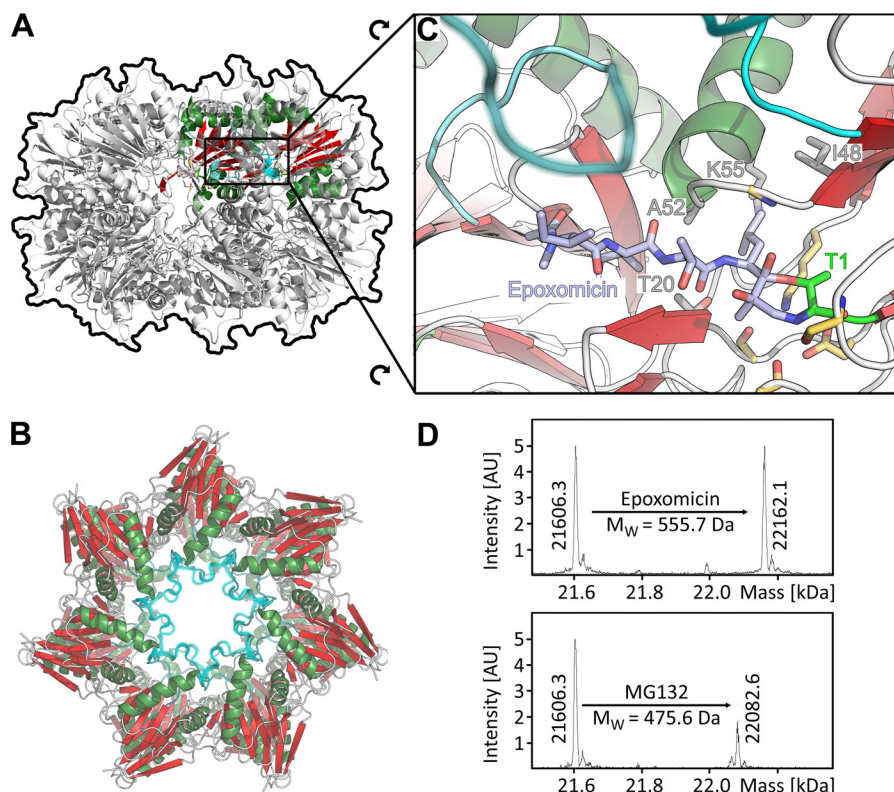 A
C
K55
I48
A52
T1
Epoxomicin
T20
B
D
Intensity [AU]
5
4
3
2
1
21606.3
Epoxomicin
M_W = 555.7 Da
22162.1
21.6 21.8 22.0 Mass [kDa]
Intensity [AU]
5
4
3
2
1
21606.3
MG132
M_W = 475.6 Da
22082.6
21.6 21.8 22.0 Mass [kDa]